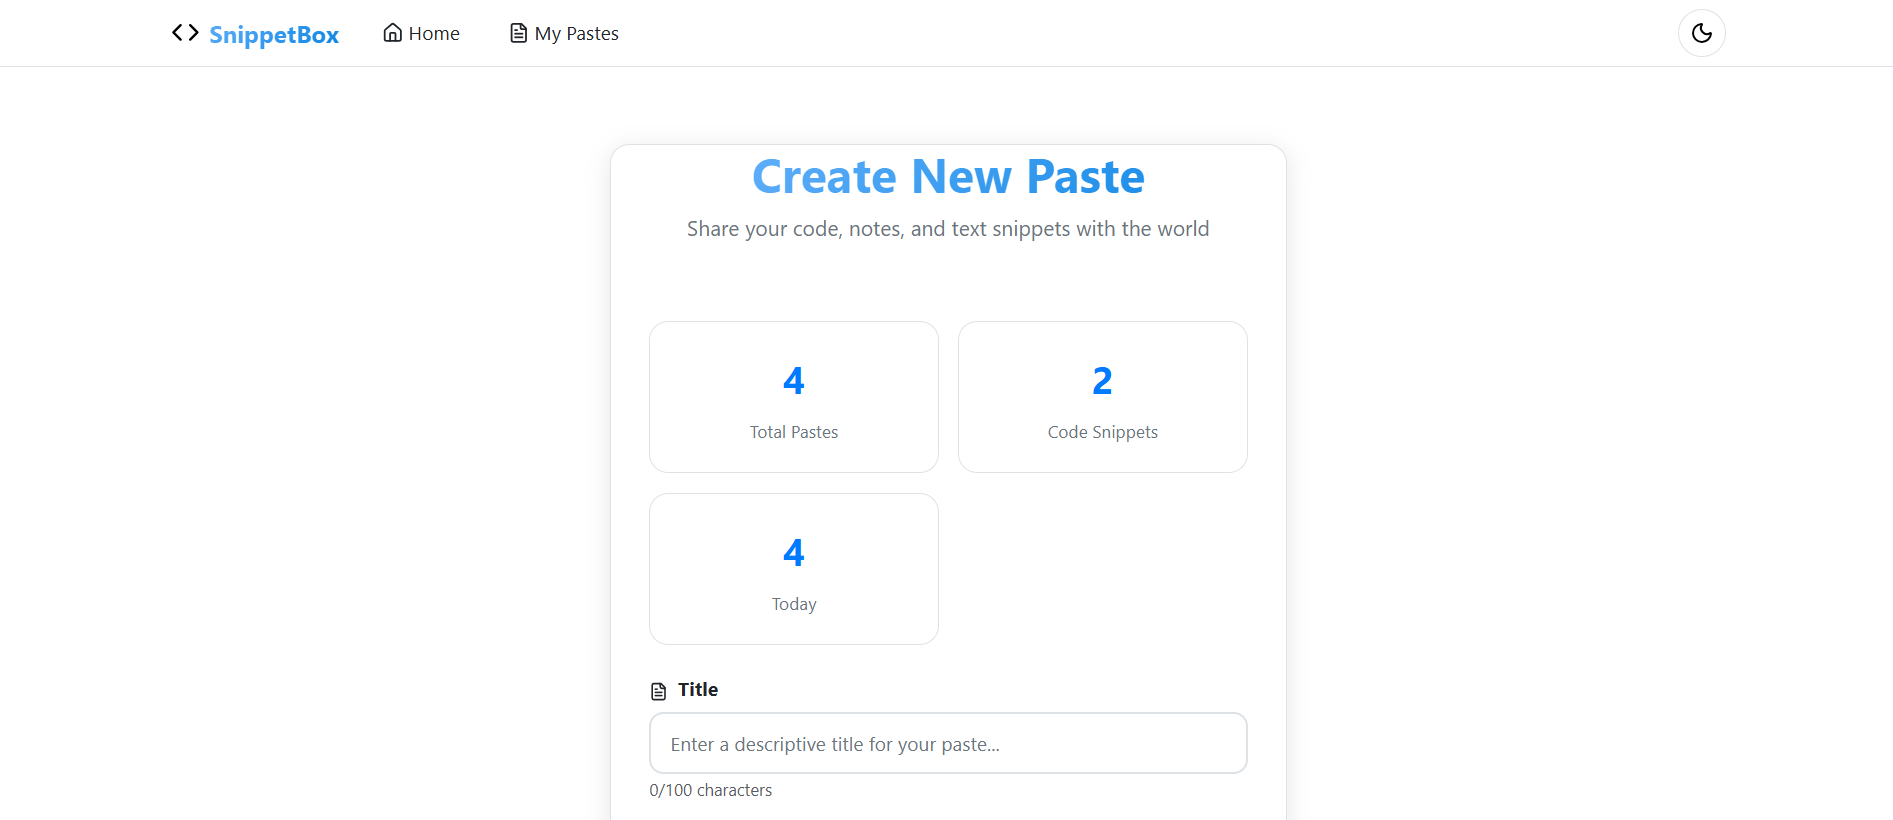 SnippetBox Home My Pastes
Create New Paste
Share your code, notes, and text snippets with the world
4
Total Pastes
2
Code Snippets
4
Today
Title
Enter a descriptive title for your paste...
0/100 characters